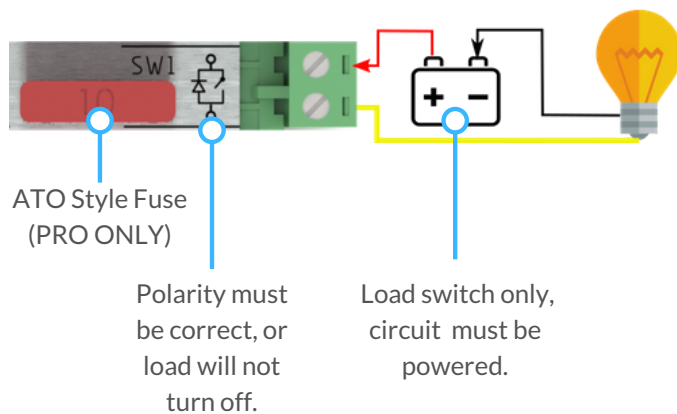 SW1
10
+ −
ATO Style Fuse
(PRO ONLY)
Polarity must
be correct, or
load will not
turn off.
Load switch only,
circuit must be
powered.